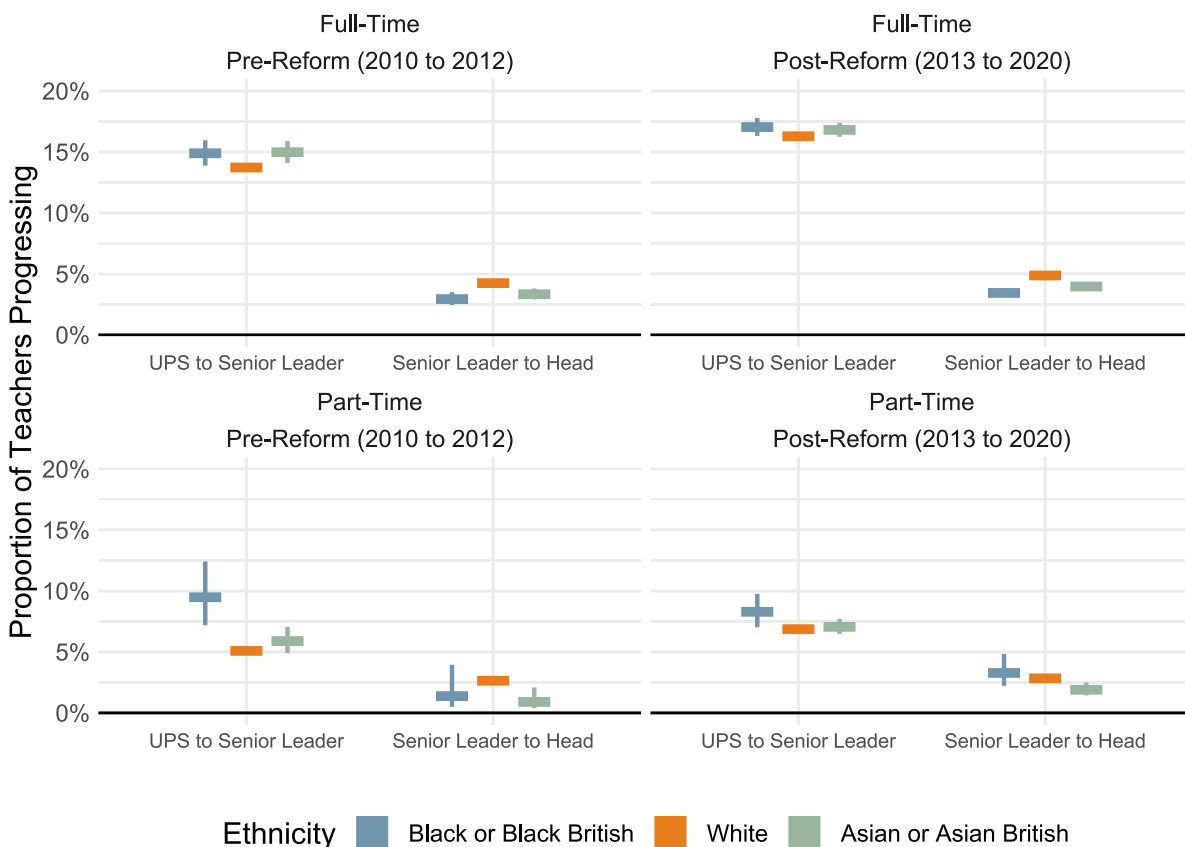 Proportion of Teachers Progressing
Full-Time
Pre-Reform (2010 to 2012)
Full-Time
Post-Reform (2013 to 2020)
20%
15%
10%
5%
0%
UPS to Senior Leader
Senior Leader to Head
UPS to Senior Leader
Senior Leader to Head
Part-Time
Pre-Reform (2010 to 2012)
Part-Time
Post-Reform (2013 to 2020)
20%
15%
10%
5%
0%
UPS to Senior Leader
Senior Leader to Head
UPS to Senior Leader
Senior Leader to Head
Ethnicity Black or Black British White Asian or Asian British